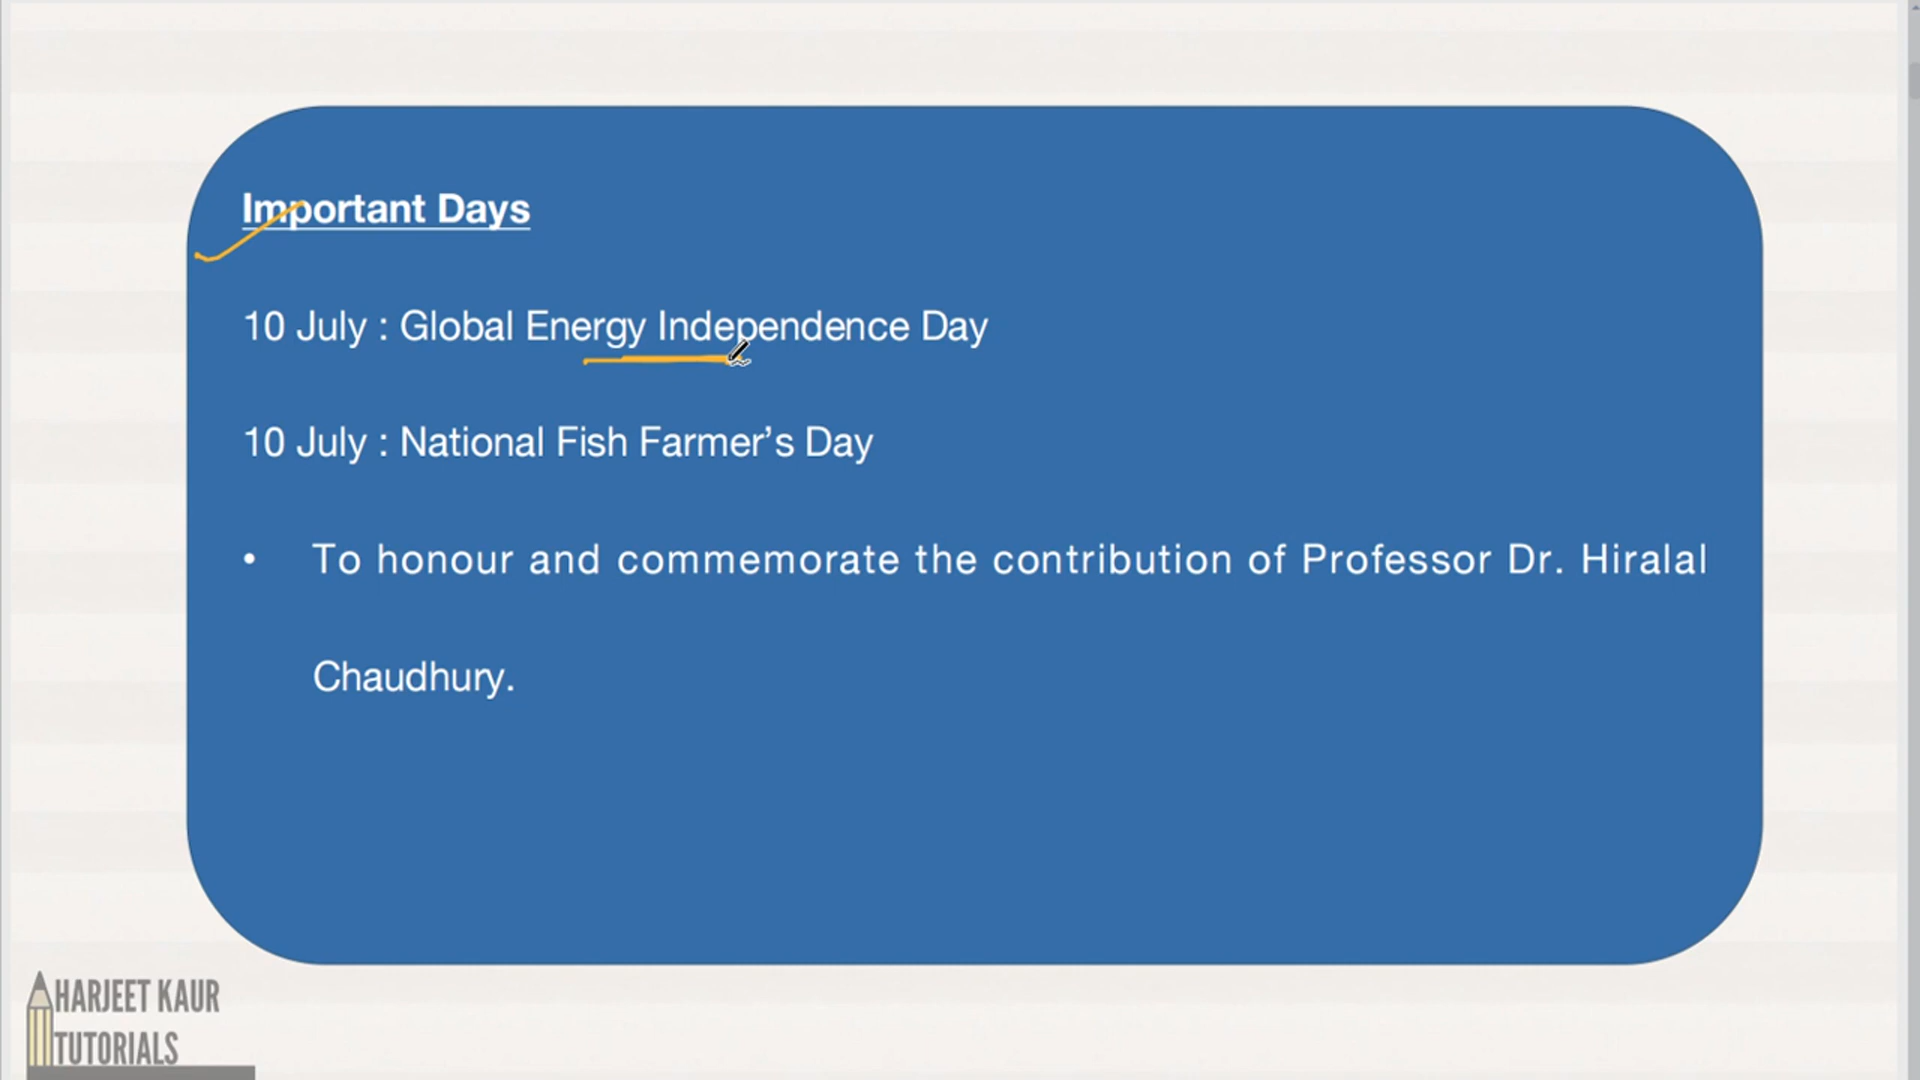 Important Days
10 July : Global Energy Independence Day
10 July : National Fish Farmer’s Day
• To honour and commemorate the contribution of Professor Dr. Hiralal
Chaudhury.
HARJEET KAUR
TUTORIALS